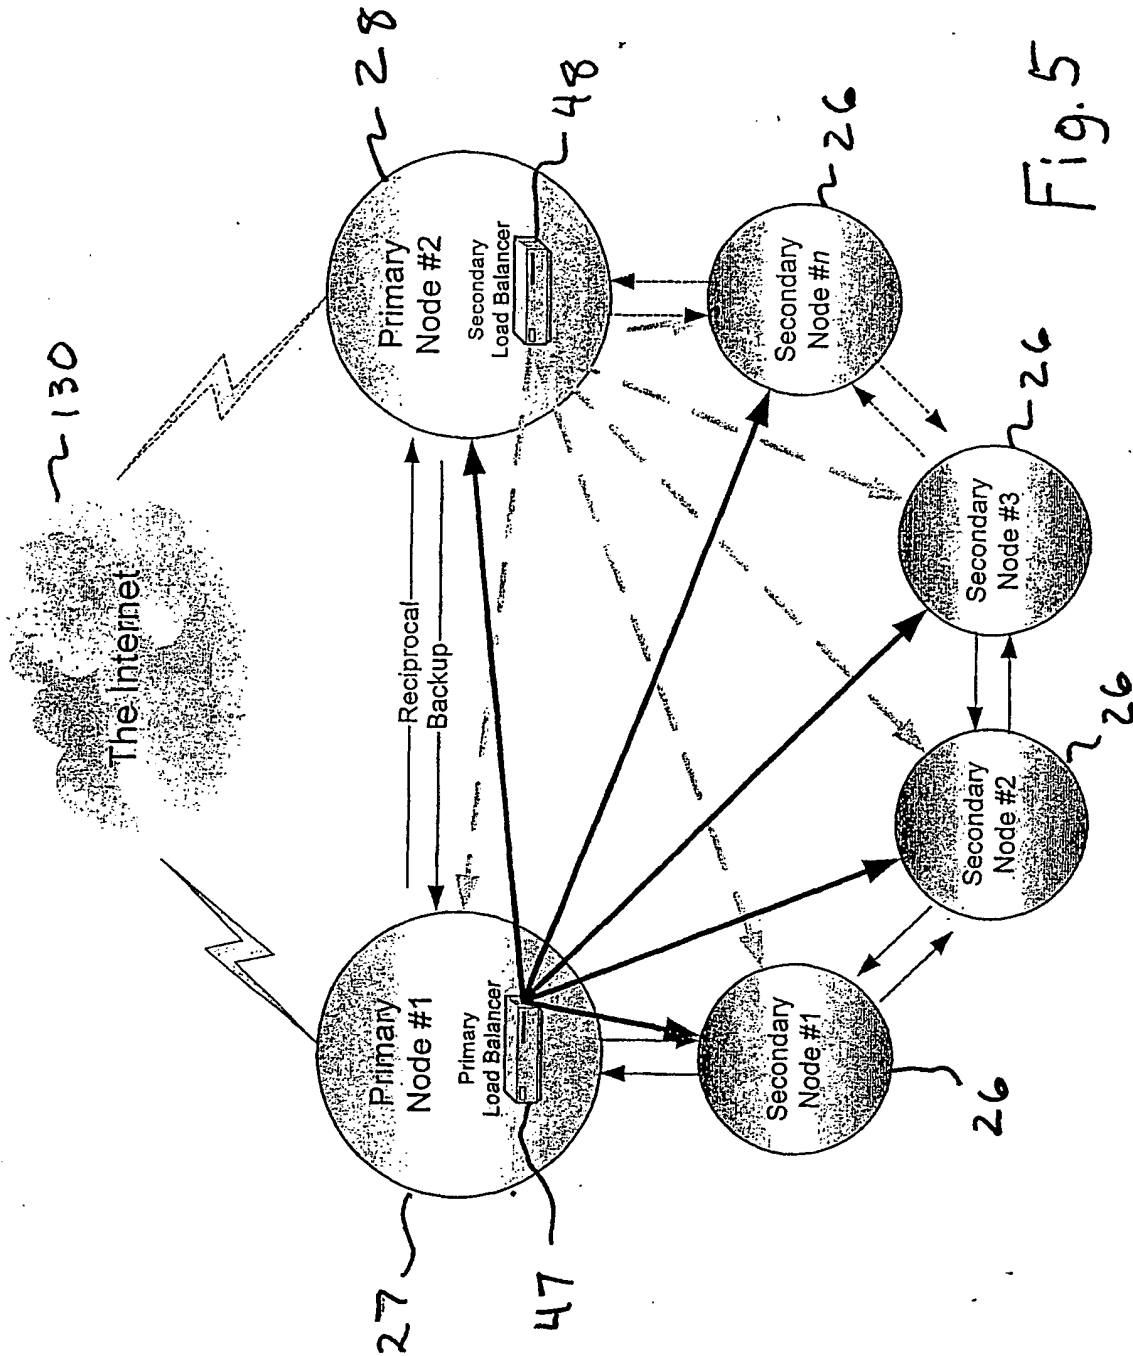 130
The Internet
27
Primary
Node #1
Primary
Load Balancer
47
Reciprocal
Backup
28
Primary
Node #2
Secondary
Load Balancer
48
Secondary
Node #1
26
Secondary
Node #2
26
Secondary
Node #3
26
Secondary
Node #n
26
Fig. 5